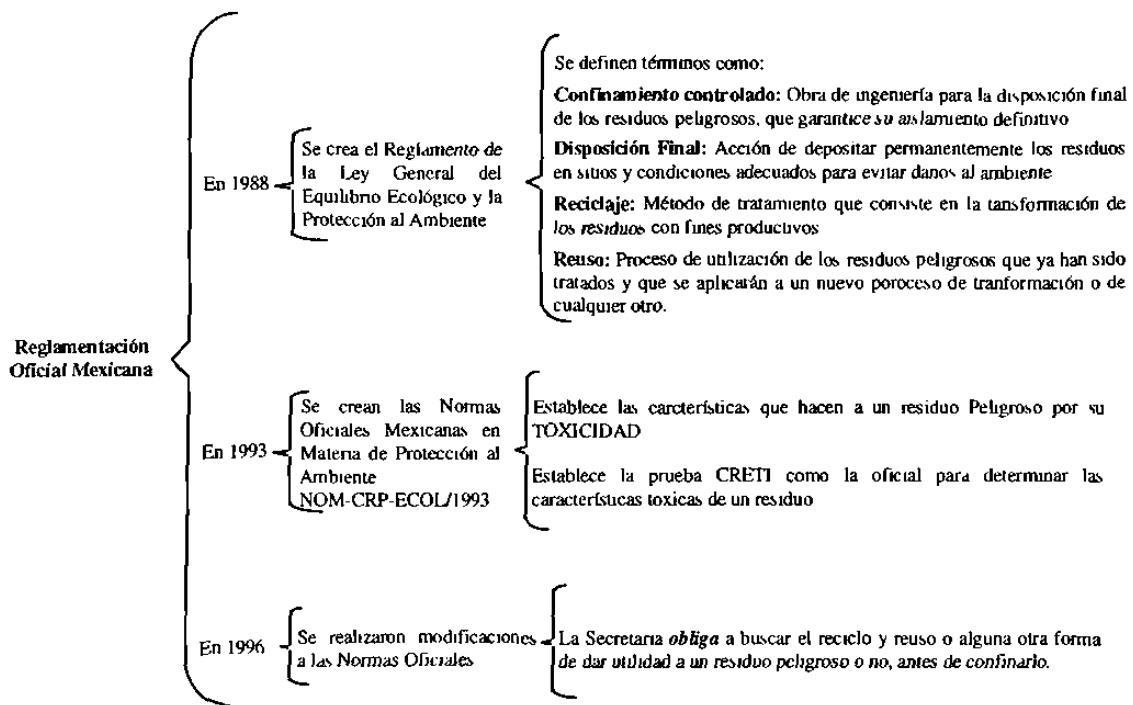 Reglamentación
Oficial Mexicana
En 1988
Se crea el Reglamento de
la Ley General del
Equilibrio Ecológico y la
Protección al Ambiente
Se definen términos como:
Confinamiento controlado: Obra de ingeniería para la disposición final
de los residuos peligrosos, que garantice su aislamiento definitivo
Disposición Final: Acción de depositar permanentemente los residuos
en sitios y condiciones adecuados para evitar danos al ambiente
Reciclaje: Método de tratamiento que consiste en la tansformación de
los residuos con fines productivos
Reuso: Proceso de utilización de los residuos peligrosos que ya han sido
tratados y que se aplicarán a un nuevo poroceso de tranformación o de
cualquier otro.
En 1993
Se crean las Normas
Oficiales Mexicanas en
Materia de Protección al
Ambiente
NOM-CRP-ECOL/1993
Establece las carcterísticas que hacen a un residuo Peligroso por su
TOXICIDAD
Establece la prueba CRETI como la oficial para determinar las
características toxicas de un residuo
En 1996
Se realizaron modificaciones
a las Normas Oficiales
La Secretaria obliga a buscar el reciclo y reuso o alguna otra forma
de dar utilidad a un residuo peligroso o no, antes de confinarlo.